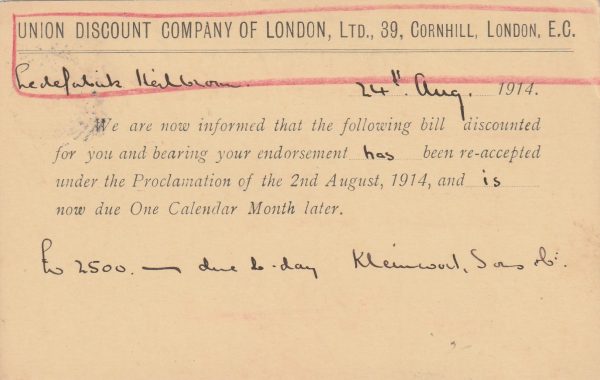 UNION DISCOUNT COMPANY OF LONDON, LTD., 39, CORNHILL, LONDON, E.C.
Lederfabrik Heilbronn. 24th. Aug. 1914.
We are now informed that the following bill discounted
for you and bearing your endorsement has been re-accepted
under the Proclamation of the 2nd August, 1914, and is
now due One Calendar Month later.
2500. — due to-day Kleinwort, Sons & Co.